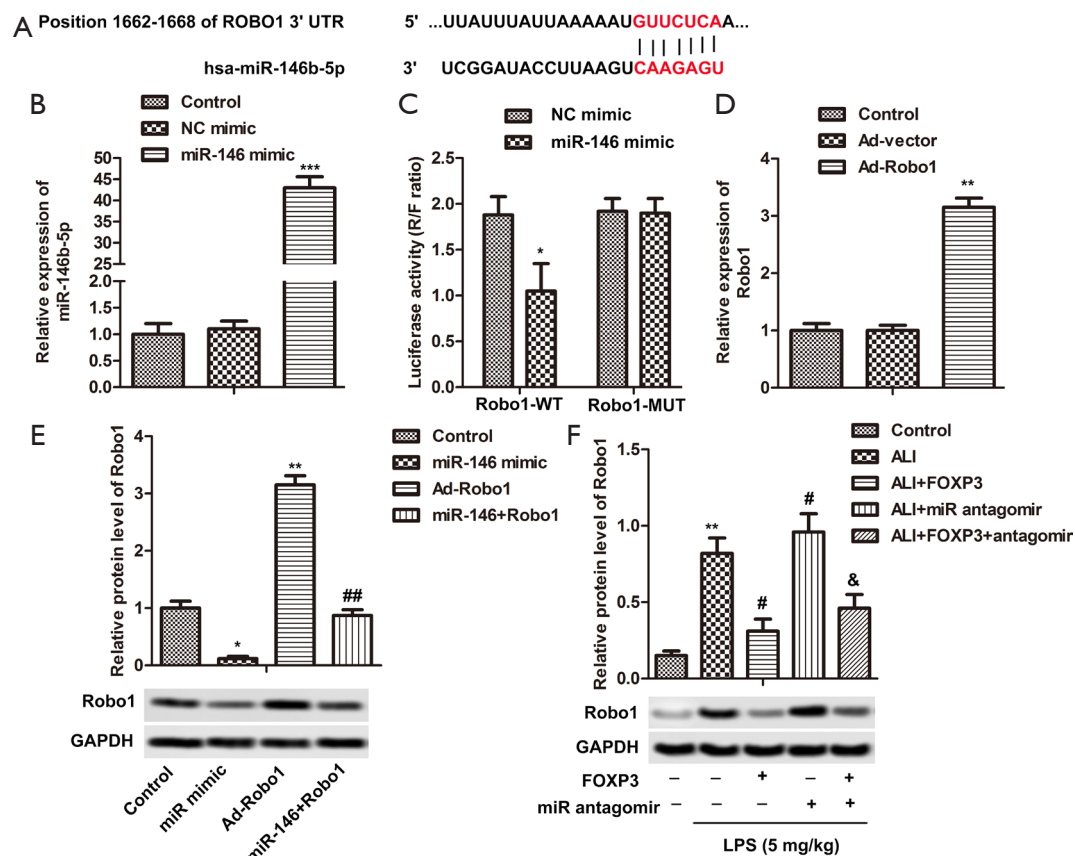 A Position 1662-1668 of ROBO1 3' UTR 5' ...UUAUUUAUUAAAAAUGUUCUCAA...
hsa-miR-146b-5p 3' UCGGAUACCUUAAGUCAAGAGU
B
Control
NC mimic
miR-146 mimic
Relative expression of
miR-146b-5p
50
45
40
35
30
25
2.0
1.5
1.0
0.5
0.0
***
C
NC mimic
miR-146 mimic
Luciferase activity (R/F ratio)
2.5
2.0
1.5
1.0
0.5
0.0
*
Robo1-WT Robo1-MUT
D
Control
Ad-vector
Ad-Robo1
Relative expression of
Robo1
4
3
2
1
0
**
E
Control
miR-146 mimic
Ad-Robo1
miR-146+Robo1
Relative protein level of Robo1
4
3
2
1
0
*
**
##
Robo1
GAPDH
Control
miR mimic
Ad-Robo1
miR-146+Robo1
F
Control
ALI
ALI+FOXP3
ALI+miR antagomir
ALI+FOXP3+antagomir
Relative protein level of Robo1
1.5
1.0
0.5
0.0
**
#
#
&
Robo1
GAPDH
FOXP3 − − + − +
miR antagomir − − − + +
LPS (5 mg/kg)